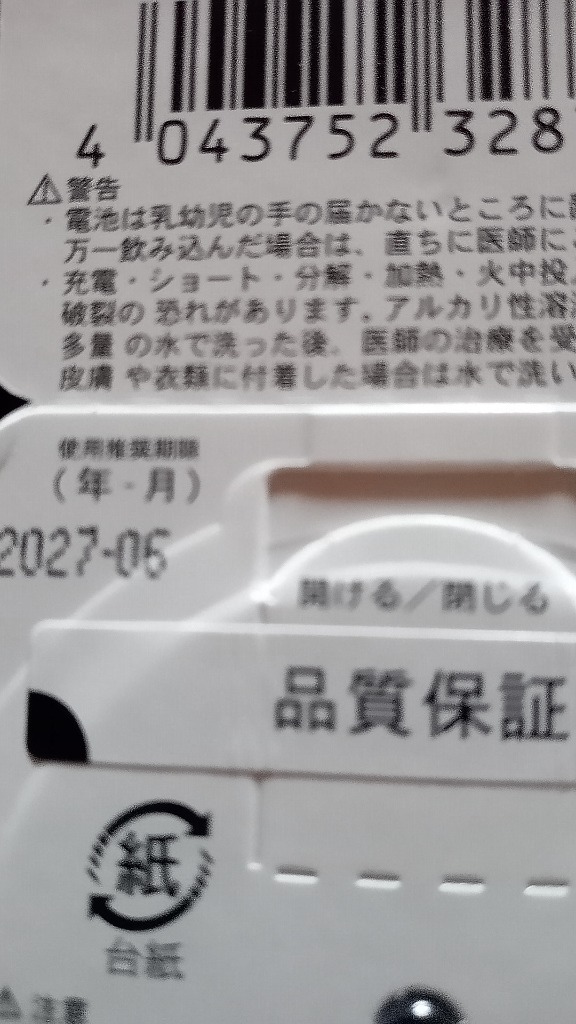 4 043752 328
⚠警告
・電池は乳幼児の手の届かないところに
万一飲み込んだ場合は、直ちに医師に
・充電・ショート・分解・加熱・火中投
破裂の 恐れがあります。アルカリ性溶
多量 の水で洗った後、医師の治療を受
皮膚 や衣類に付着した場合は水で洗い
使用推奨期限
(年-月)
2027-06
開ける/閉じる
品質保証
紙
台紙
⚠注意